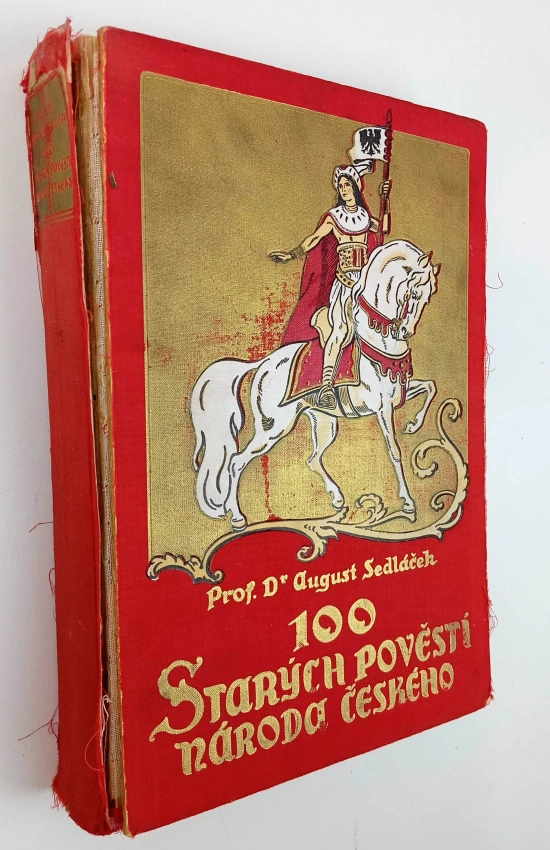 Prof. Dr August Sedláček
100
Starých pověstí
národa českého